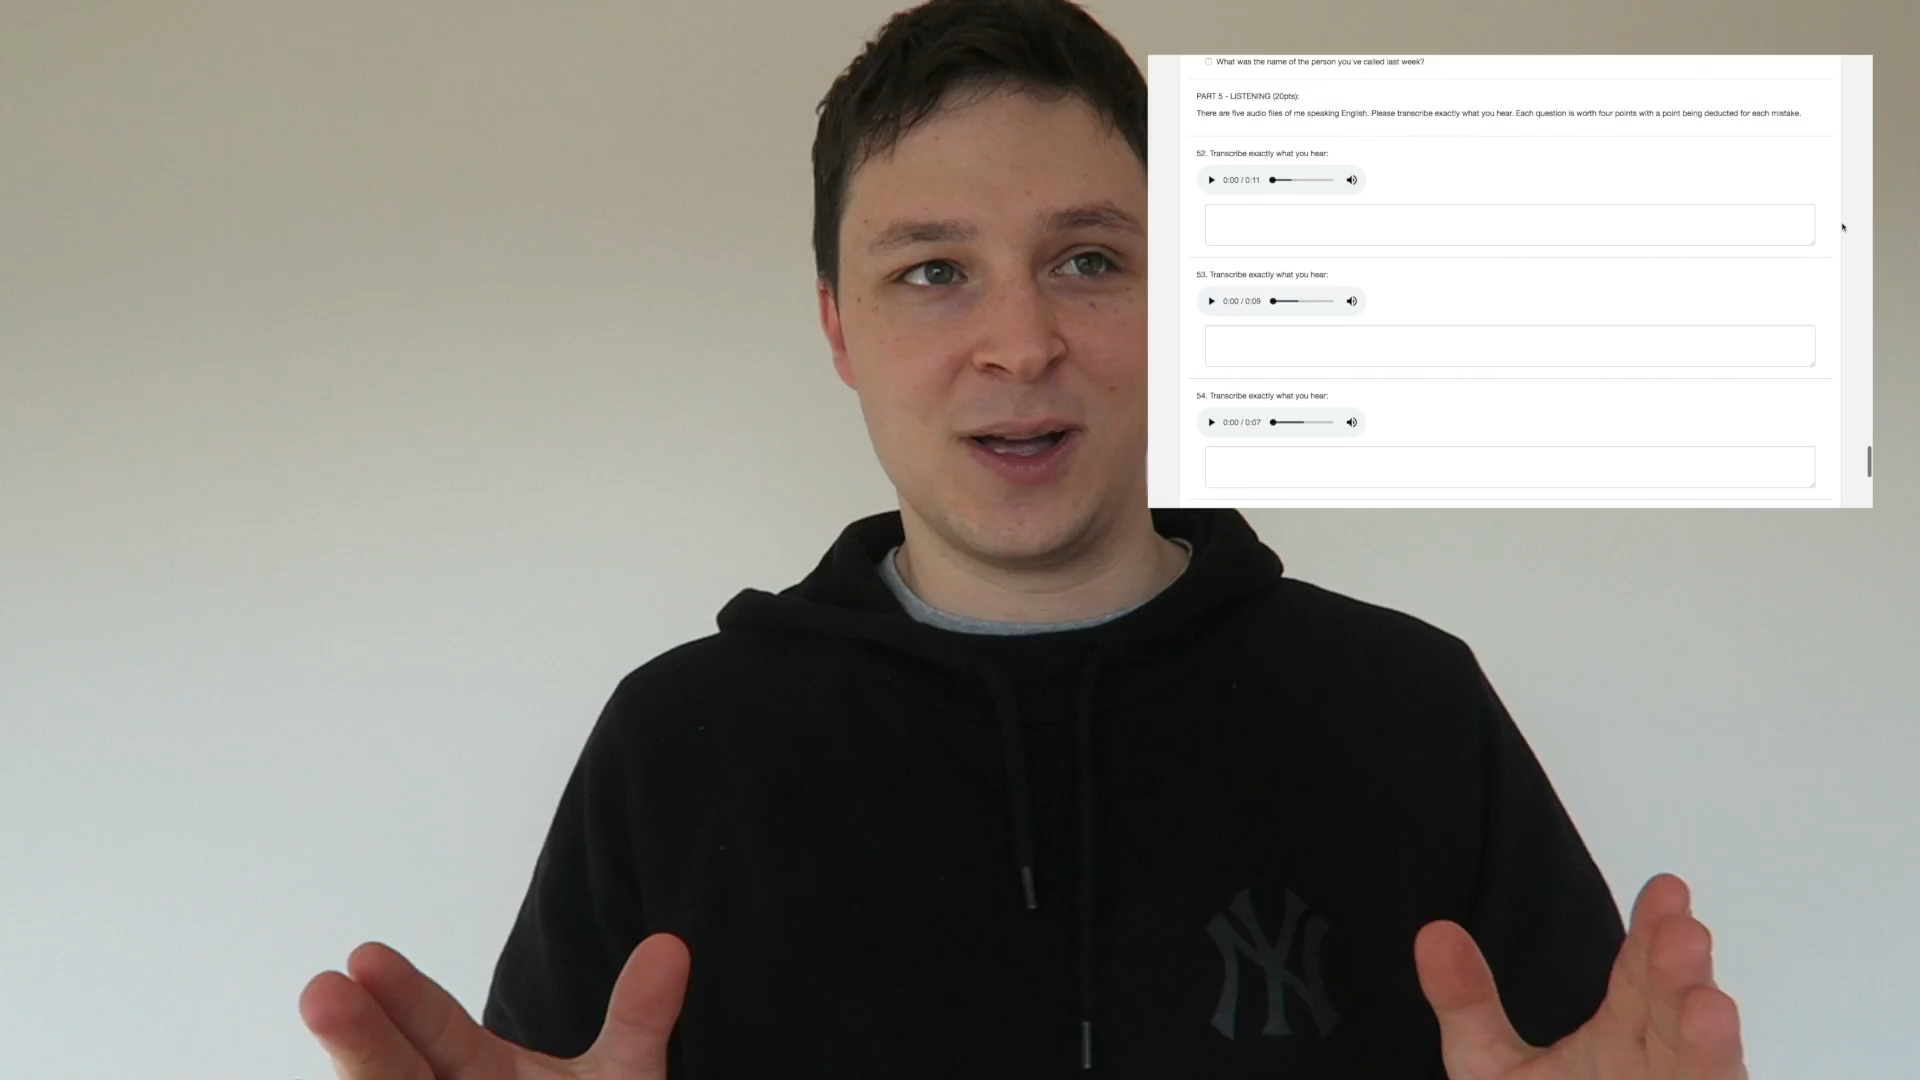 What was the name of the person you've called last week?
PART 5 - LISTENING (20pts):
There are five audio files of me speaking English. Please transcribe exactly what you hear. Each question is worth four points with a point being deducted for each mistake.
52. Transcribe exactly what you hear:
0:00 / 0:11
53. Transcribe exactly what you hear:
0:00 / 0:09
54. Transcribe exactly what you hear:
0:00 / 0:07
NY